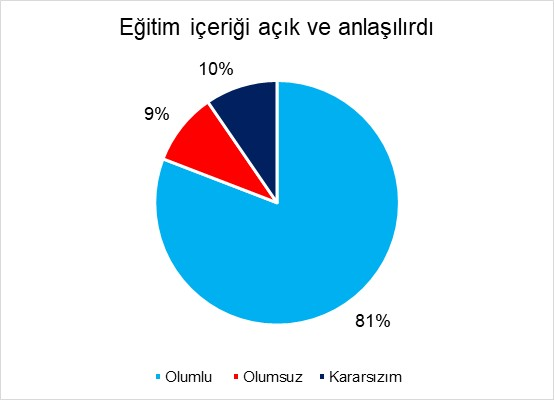 Eğitim içeriği açık ve anlaşılırdı
10%
9%
81%
Olumlu Olumsuz Kararsızım